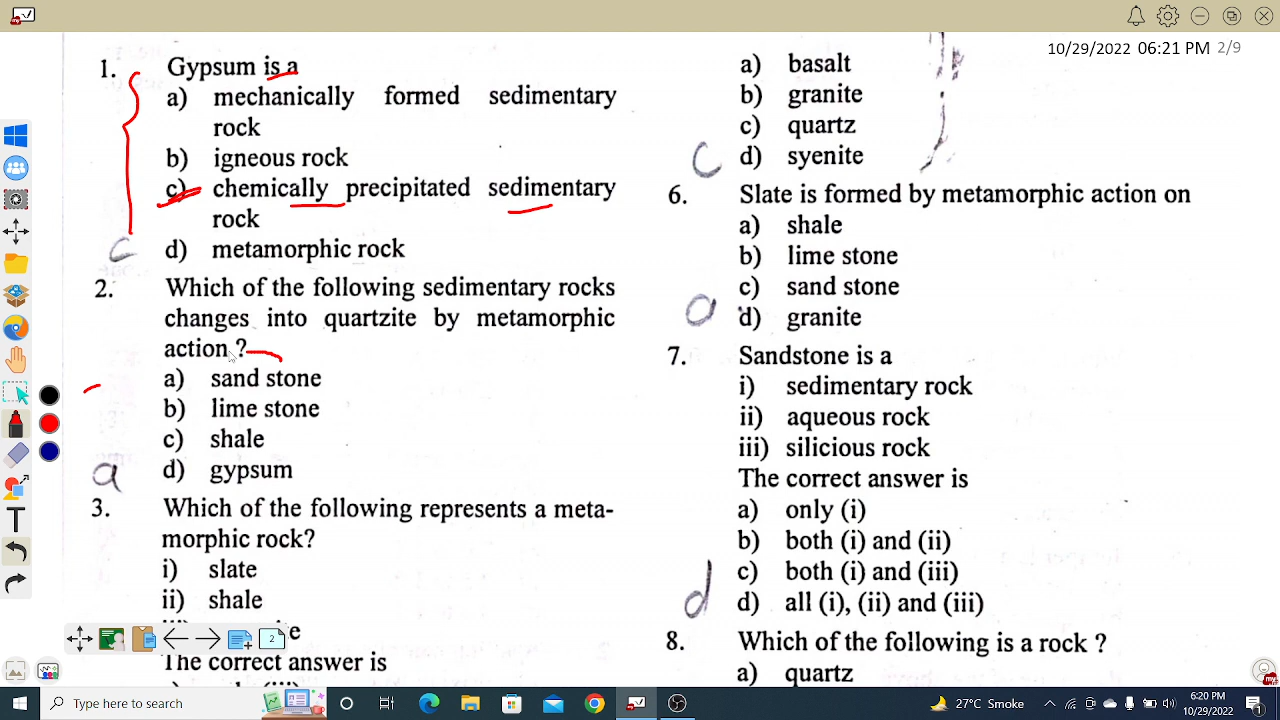 10/29/2022 06:21 PM 2/9
1. Gypsum is a
a) mechanically formed sedimentary
rock
b) igneous rock
c) chemically precipitated sedimentary
rock
c d) metamorphic rock
2. Which of the following sedimentary rocks
changes into quartzite by metamorphic
action ?
a) sand stone
b) lime stone
c) shale
a d) gypsum
3. Which of the following represents a meta-
morphic rock?
i) slate
ii) shale
The correct answer is
a) basalt
b) granite
c) quartz
c d) syenite
6. Slate is formed by metamorphic action on
a) shale
b) lime stone
c) sand stone
a d) granite
7. Sandstone is a
i) sedimentary rock
ii) aqueous rock
iii) silicious rock
The correct answer is
a) only (i)
b) both (i) and (ii)
c) both (i) and (iii)
d d) all (i), (ii) and (iii)
8. Which of the following is a rock ?
a) quartz
T
2
Type here to search
27°C Smoke
6:20 PM
10/29/2022